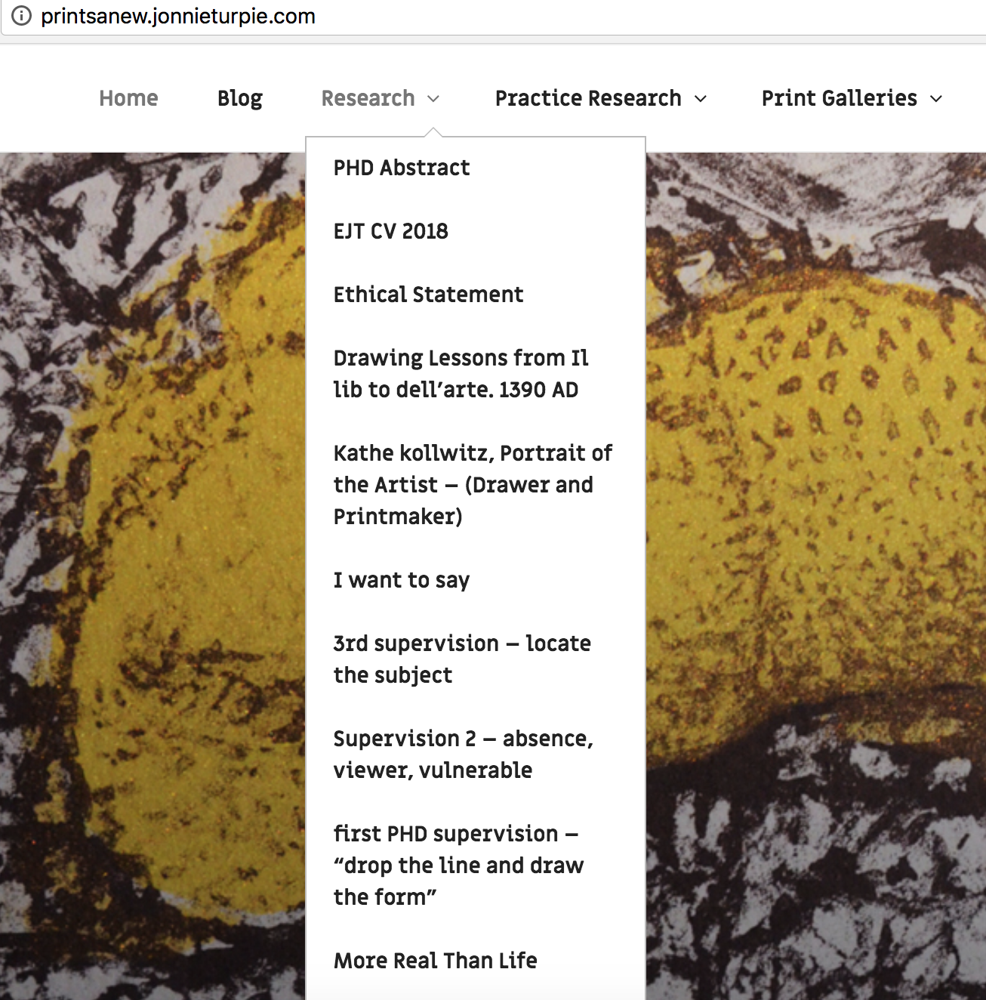 printsanew.jonnieturpie.com
Home Blog Research Practice Research Print Galleries
PHD Abstract
EJT CV 2018
Ethical Statement
Drawing Lessons from Il
lib to dell’arte. 1390 AD
Kathe kollwitz, Portrait of
the Artist – (Drawer and
Printmaker)
I want to say
3rd supervision – locate
the subject
Supervision 2 – absence,
viewer, vulnerable
first PHD supervision –
“drop the line and draw
the form”
More Real Than Life